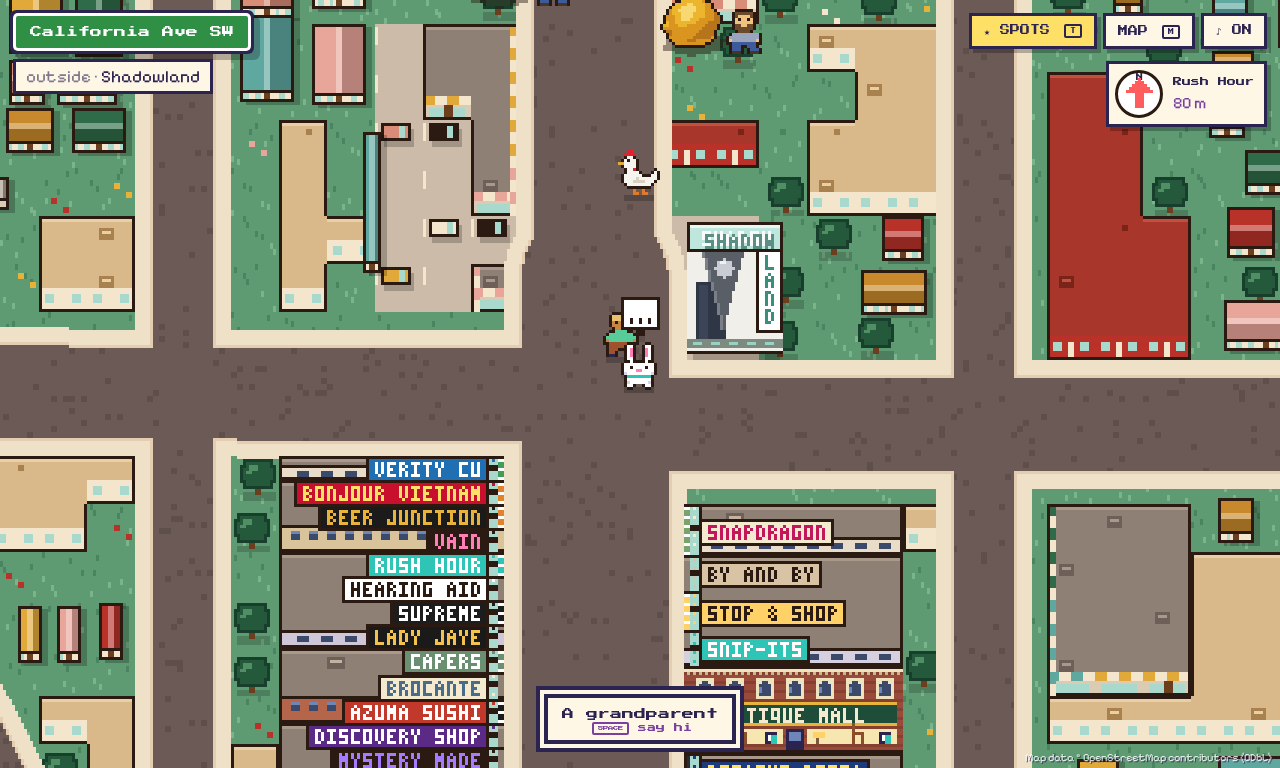 California Ave SW
outside · Shadowland
★ SPOTS T
MAP M
♪ ON
N
Rush Hour
80 m
SHADOW
LAND
...
VERITY CU
BONJOUR VIETNAM
BEER JUNCTION
VAIN
RUSH HOUR
HEARING AID
SUPREME
LADY JAYE
CAPERS
BROCANTE
AZUMA SUSHI
DISCOVERY SHOP
MYSTERY MADE
SNAPDRAGON
BY AND BY
STOP & SHOP
SNIP-ITS
TIQUE MALL
A grandparent
SPACE say hi
Map data © OpenStreetMap contributors (ODbL)